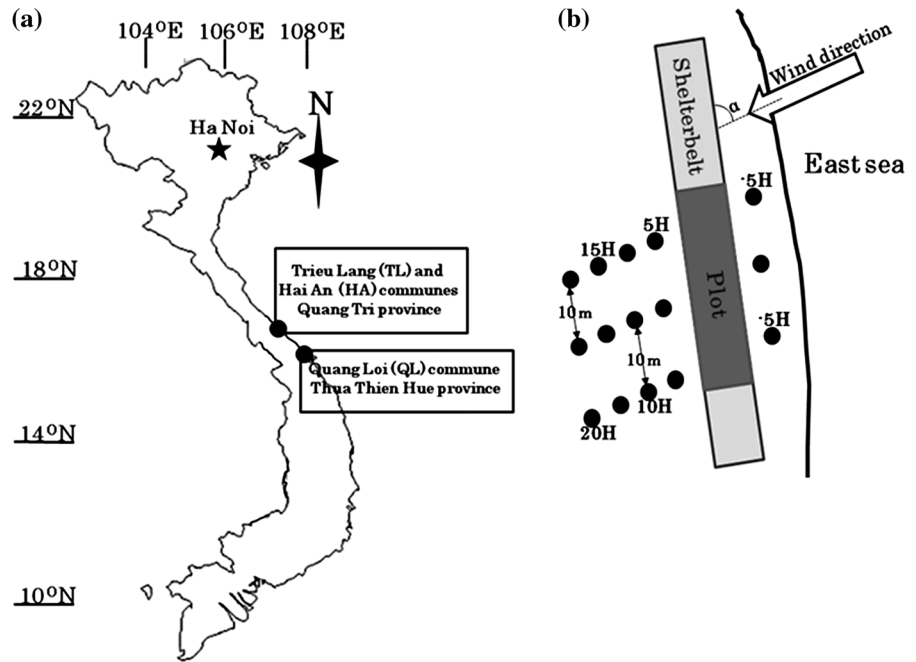 (a)
104°E 106°E 108°E
22°N
18°N
14°N
10°N
Ha Noi
N
Trieu Lang (TL) and
Hai An (HA) communes
Quang Tri province
Quang Loi (QL) commune
Thua Thien Hue province
(b)
Shelterbelt
Plot
Wind direction
α
East sea
-5H
-5H
5H
15H
10m
10m
10H
20H